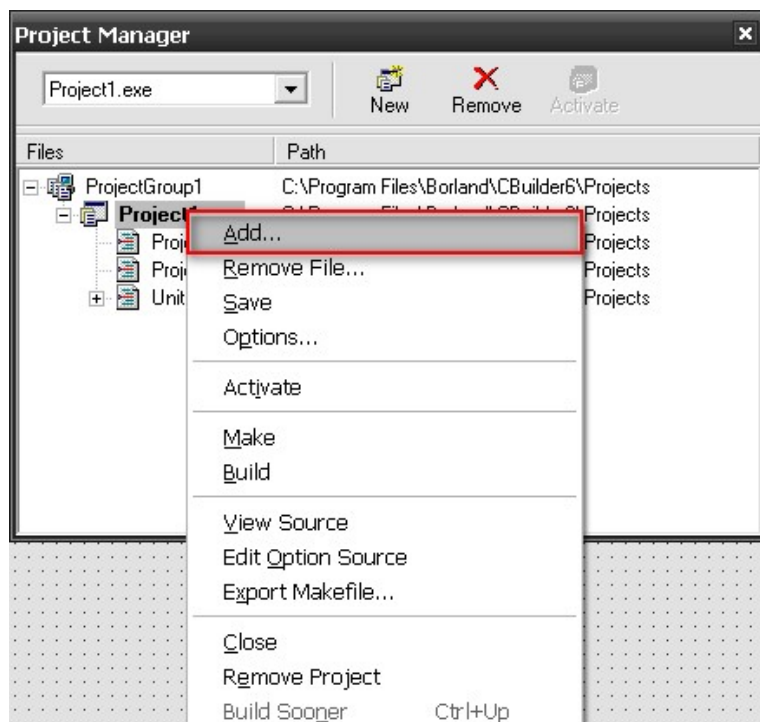 Project Manager
Project1.exe
New Remove Activate
Files Path
ProjectGroup1 C:\Program Files\Borland\CBuilder6\Projects
Projects
Projects
Projects
Unit Projects
Add...
Remove File...
Save
Options...
Activate
Make
Build
View Source
Edit Option Source
Export Makefile...
Close
Remove Project
Build Sooner Ctrl+Up